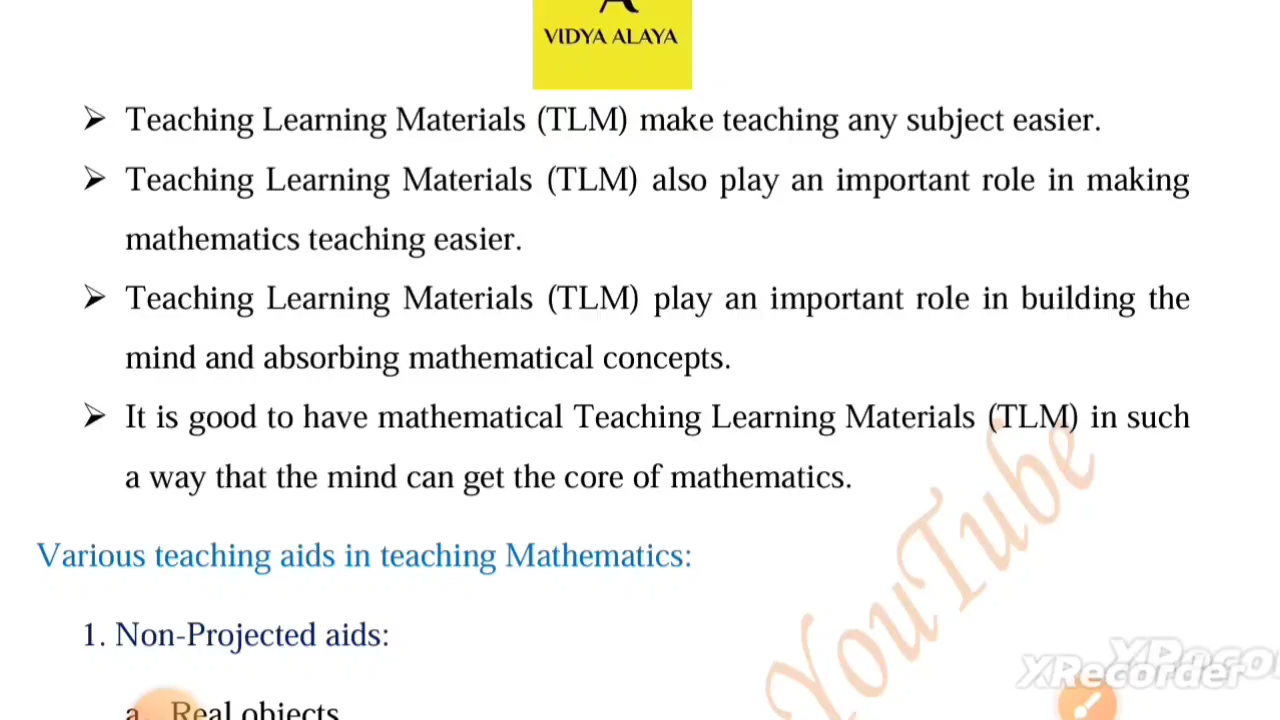 VIDYA ALAYA
➤ Teaching Learning Materials (TLM) make teaching any subject easier.
➤ Teaching Learning Materials (TLM) also play an important role in making
mathematics teaching easier.
➤ Teaching Learning Materials (TLM) play an important role in building the
mind and absorbing mathematical concepts.
➤ It is good to have mathematical Teaching Learning Materials (TLM) in such
a way that the mind can get the core of mathematics.
YouTube
Various teaching aids in teaching Mathematics:
1. Non-Projected aids:
XRecorder
XRecorder
a. Real objects